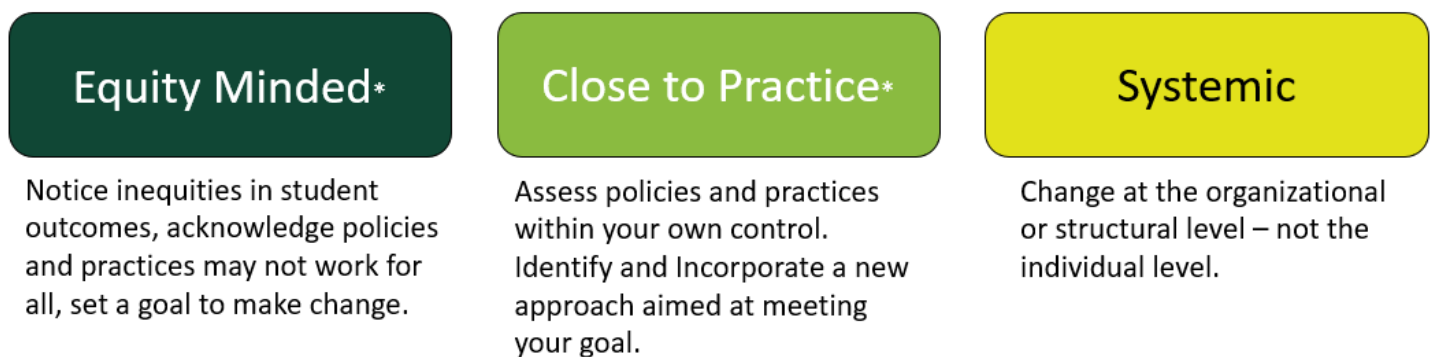 Equity Minded*
Notice inequities in student
outcomes, acknowledge policies
and practices may not work for
all, set a goal to make change.
Close to Practice*
Assess policies and practices
within your own control.
Identify and Incorporate a new
approach aimed at meeting
your goal.
Systemic
Change at the organizational
or structural level – not the
individual level.